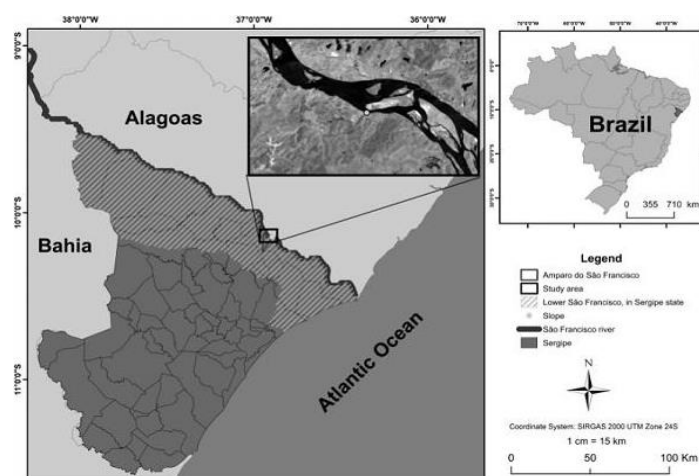 38°0'0"W 37°0'0"W 36°0'0"W
9°0'0"S
Alagoas
10°0'0"S
Bahia
11°0'0"S
Atlantic Ocean
Brazil
0 355 710 km
Legend
Amparo do São Francisco
Study area
Lower São Francisco, in Sergipe state
Slope
São Francisco river
Sergipe
N
Coordinate System: SIRGAS 2000 UTM Zone 24S
1 cm = 15 km
0 50 100 Km